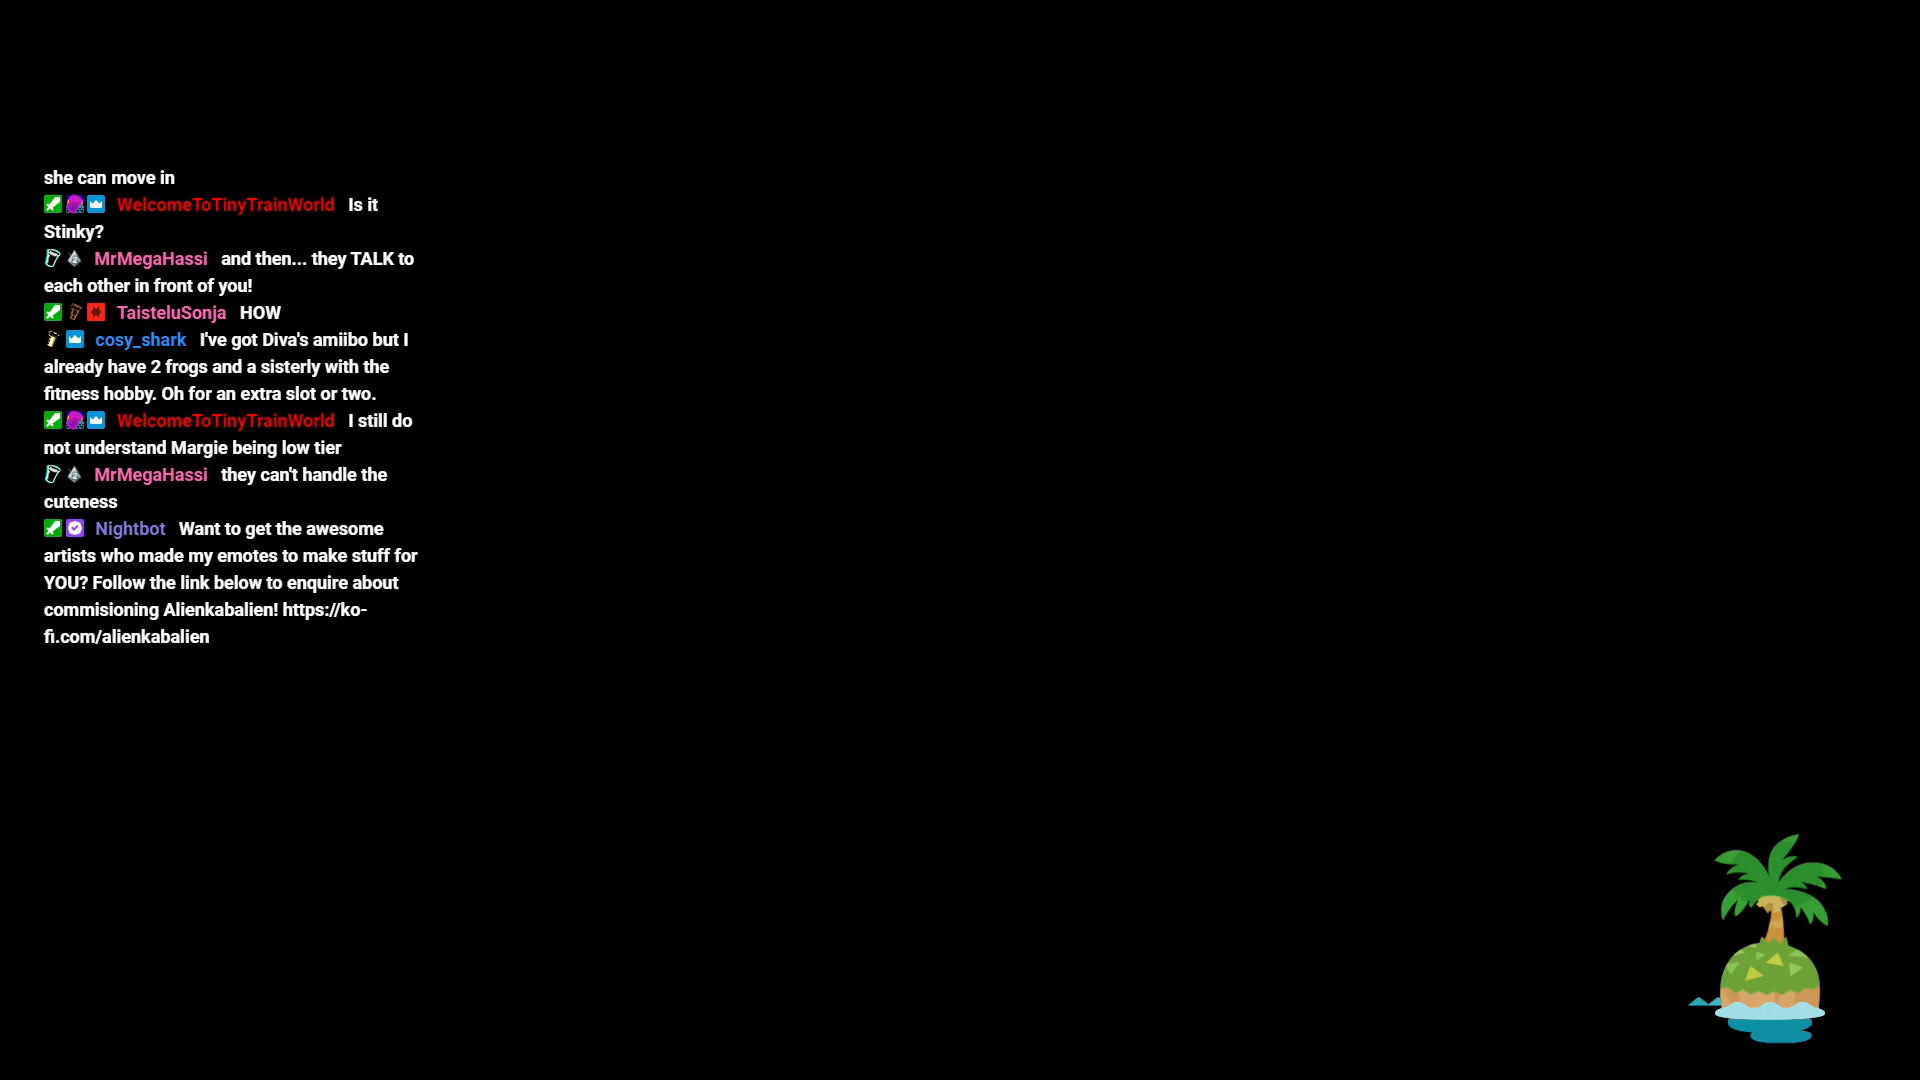 she can move in
WelcomeToTinyTrainWorld Is it
Stinky?
MrMegaHassi and then... they TALK to
each other in front of you!
TaisteluSonja HOW
cosy_shark I've got Diva's amiibo but I
already have 2 frogs and a sisterly with the
fitness hobby. Oh for an extra slot or two.
WelcomeToTinyTrainWorld I still do
not understand Margie being low tier
MrMegaHassi they can't handle the
cuteness
Nightbot Want to get the awesome
artists who made my emotes to make stuff for
YOU? Follow the link below to enquire about
commisioning Alienkabalien! https://ko-
fi.com/alienkabalien